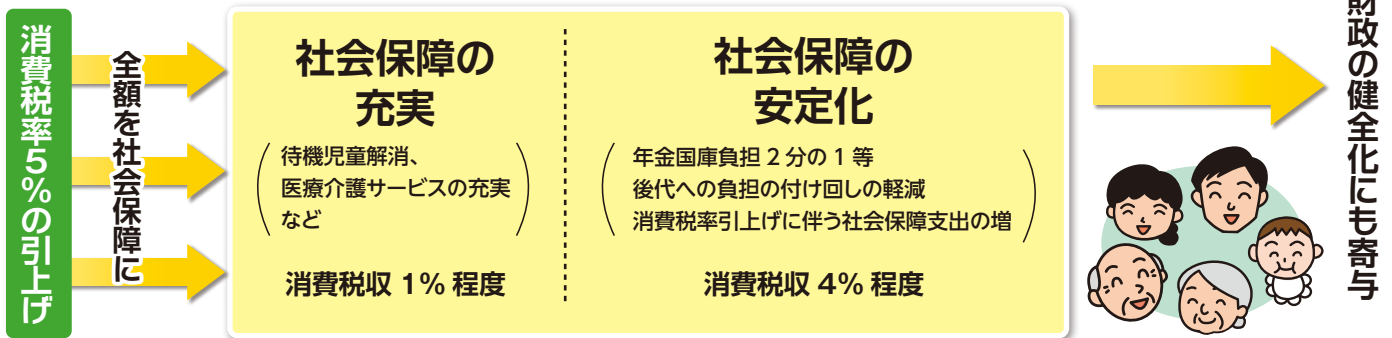 消費税率5%の引上げ
全額を社会保障に
社会保障の
充実
待機児童解消、
医療介護サービスの充実
など
消費税収 1% 程度
社会保障の
安定化
年金国庫負担 2 分の 1 等
後代への負担の付け回しの軽減
消費税率引上げに伴う社会保障支出の増
消費税収 4% 程度
財政の健全化にも寄与